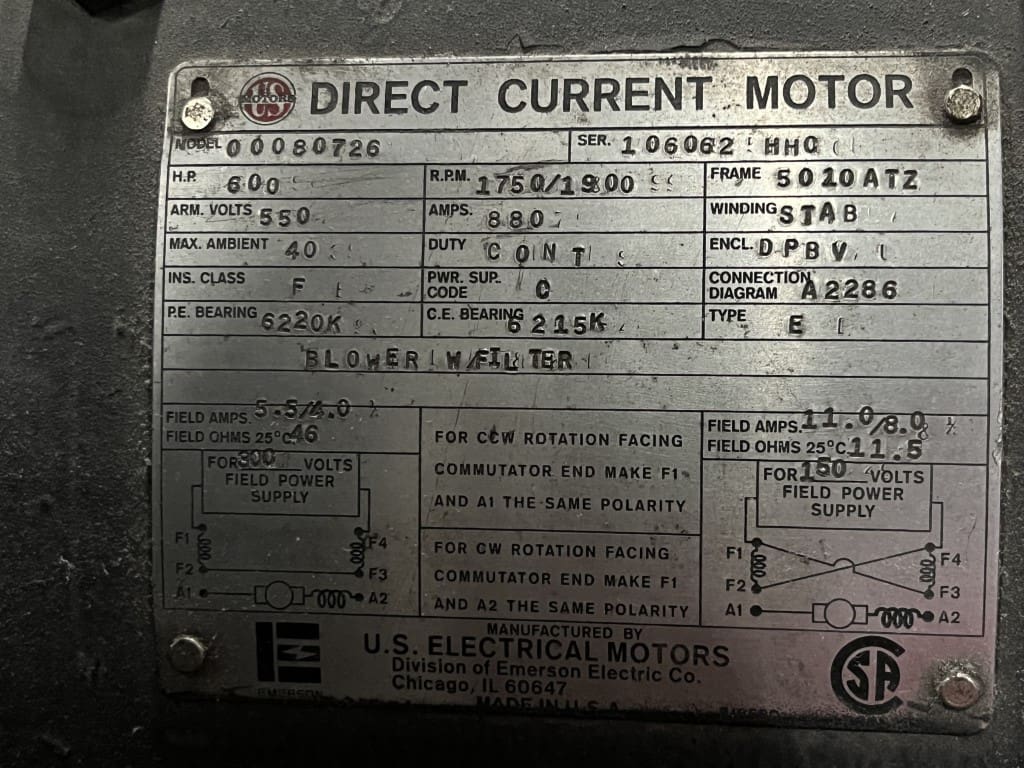 US MOTORS DIRECT CURRENT MOTOR
MODEL 00080726 SER. 106062 HHC
H.P. 600 R.P.M. 1750/1900 FRAME 5010ATZ
ARM. VOLTS 550 AMPS. 880 WINDING STAB
MAX. AMBIENT 40 DUTY CONT ENCL. DPBV
INS. CLASS F PWR. SUP. CODE C CONNECTION DIAGRAM A2286
P.E. BEARING 6220K C.E. BEARING 6215K TYPE E
BLOWER W/FILTER
FIELD AMPS. 5.5/4.0
FIELD OHMS 25°C. 46
FOR 300 VOLTS
FIELD POWER
SUPPLY
F1 F4
F2 F3
A1 A2
FOR CCW ROTATION FACING
COMMUTATOR END MAKE F1
AND A1 THE SAME POLARITY
FOR CW ROTATION FACING
COMMUTATOR END MAKE F1
AND A2 THE SAME POLARITY
FIELD AMPS. 11.0/8.0
FIELD OHMS 25°C. 11.5
FOR 150 VOLTS
FIELD POWER
SUPPLY
F1 F4
F2 F3
A1 A2
MANUFACTURED BY
U.S. ELECTRICAL MOTORS
Division of Emerson Electric Co.
Chicago, IL 60647
MADE IN U.S.A.
EMERSON
CSA